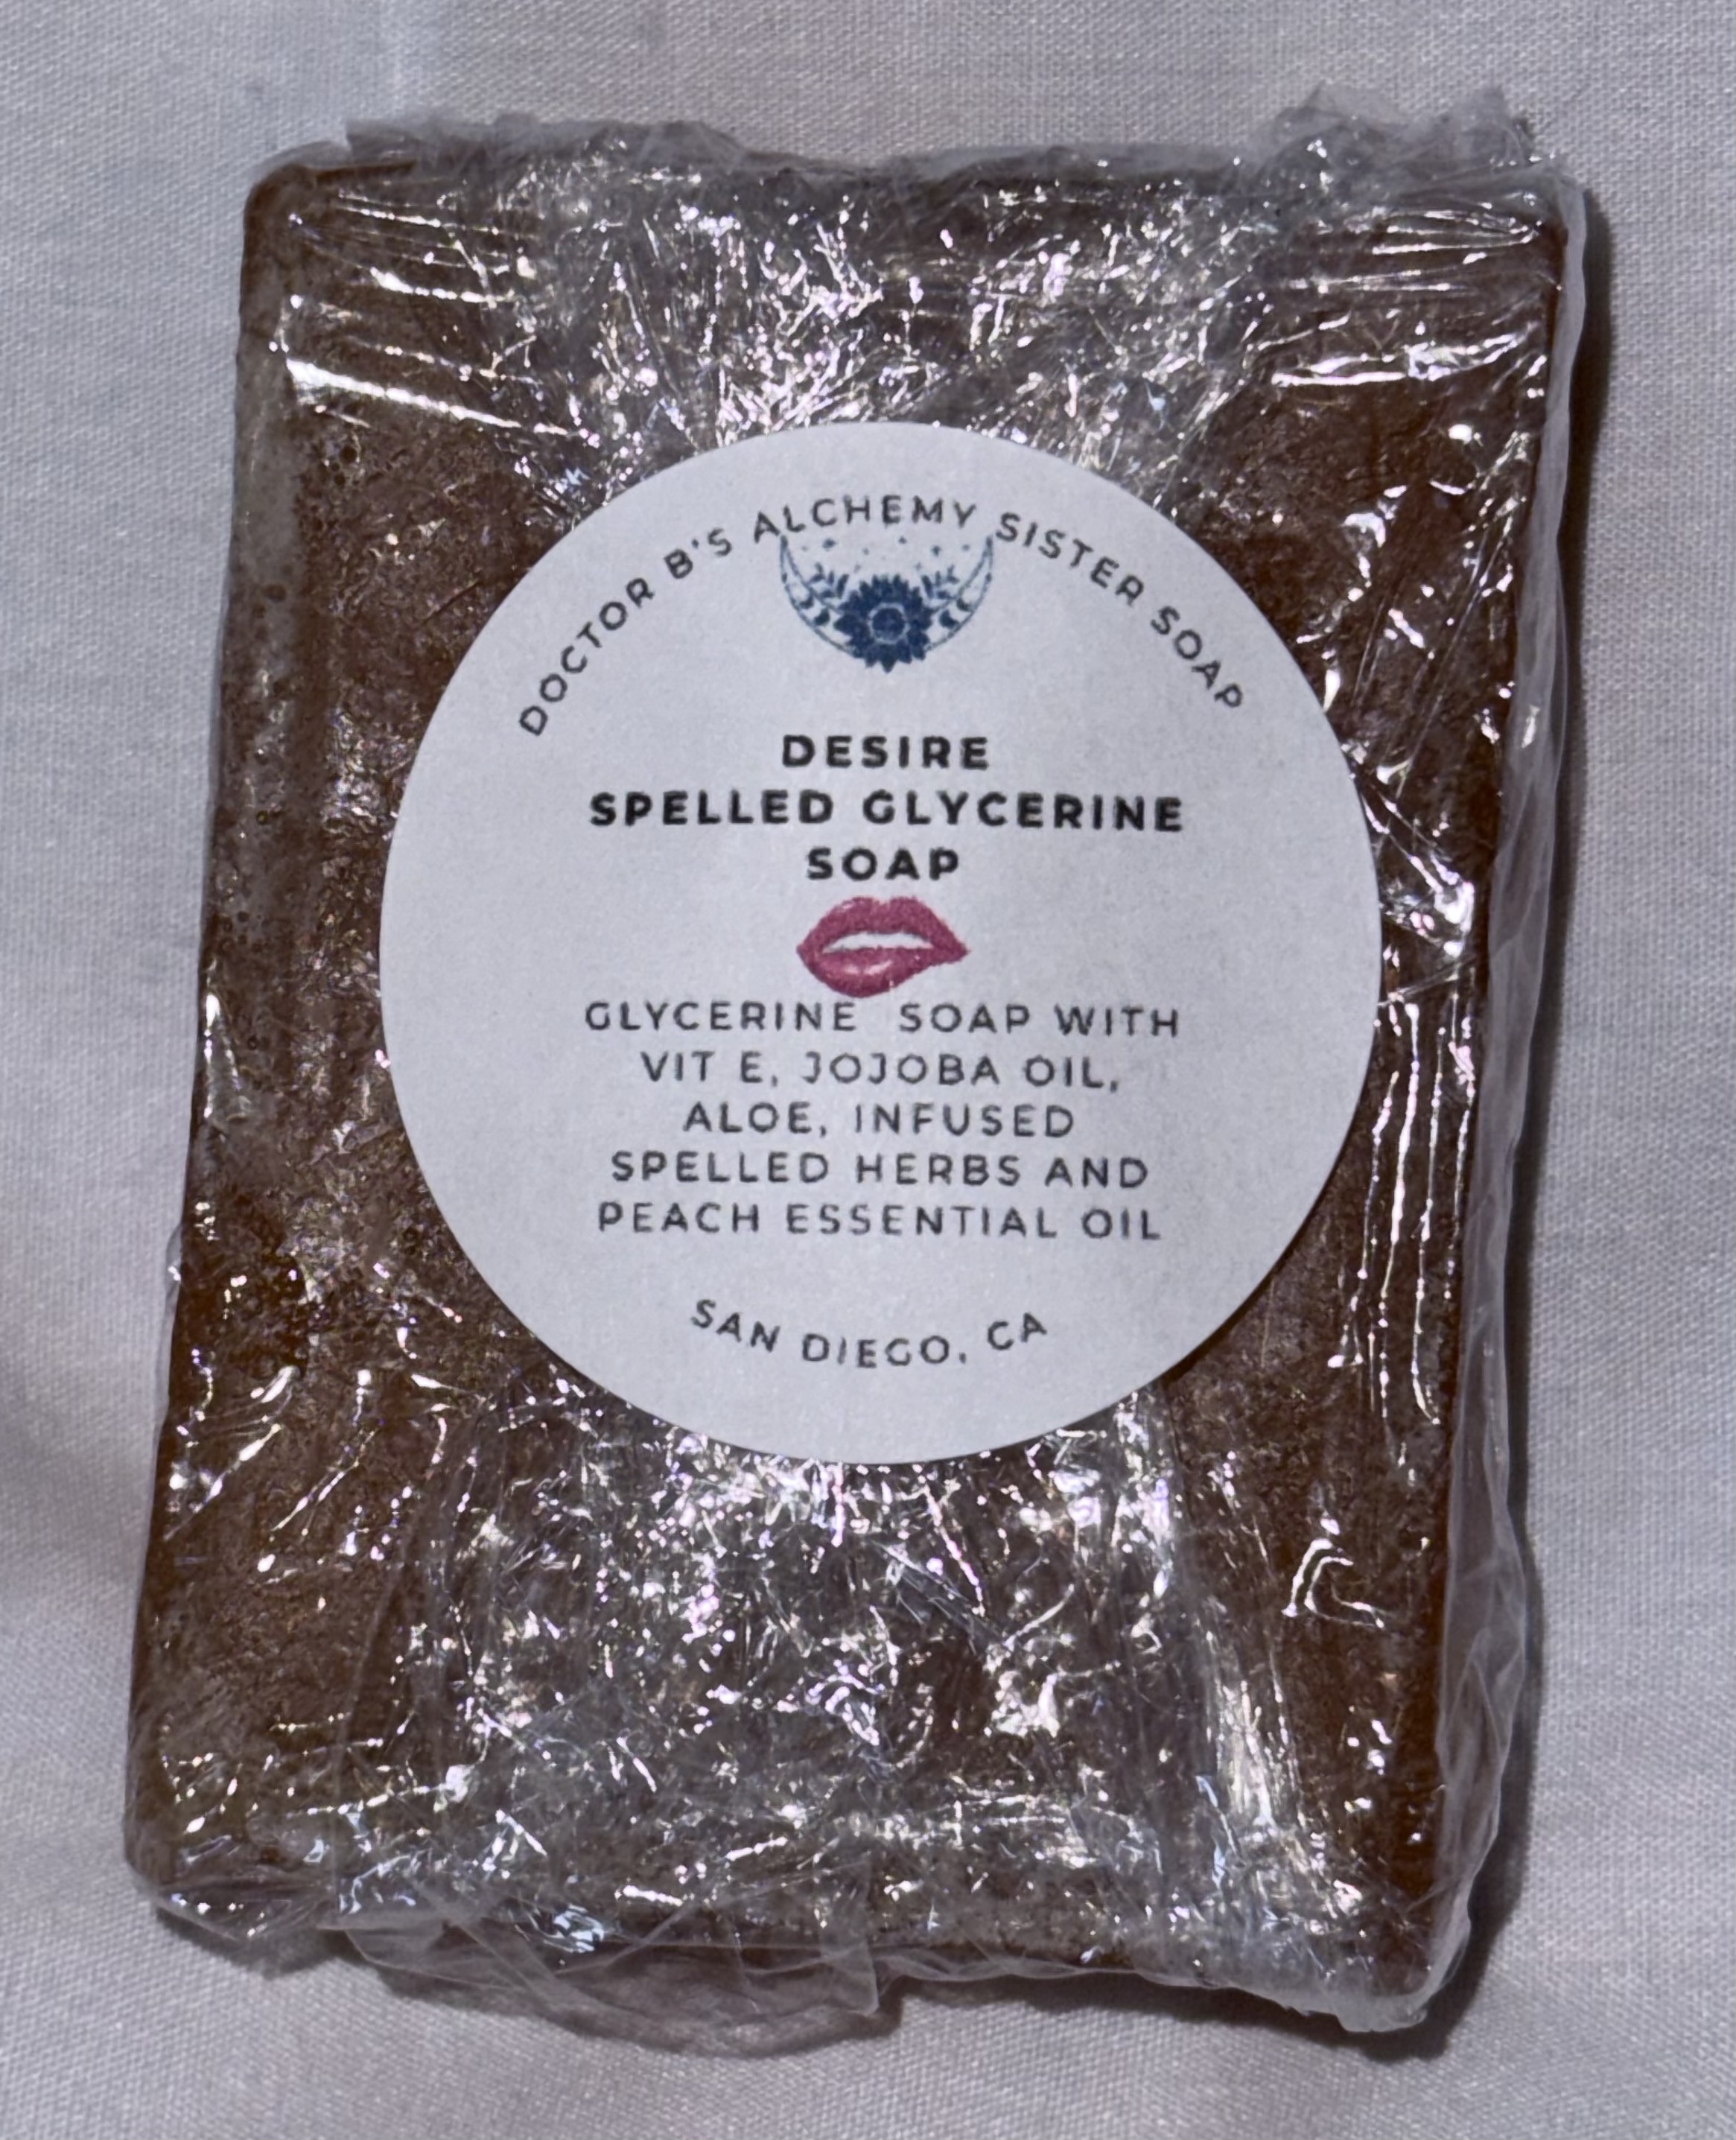 DOCTOR B'S ALCHEMY SISTER SOAP
DESIRE
SPELLED GLYCERINE
SOAP
GLYCERINE SOAP WITH
VIT E, JOJOBA OIL,
ALOE, INFUSED
SPELLED HERBS AND
PEACH ESSENTIAL OIL
SAN DIEGO, CA